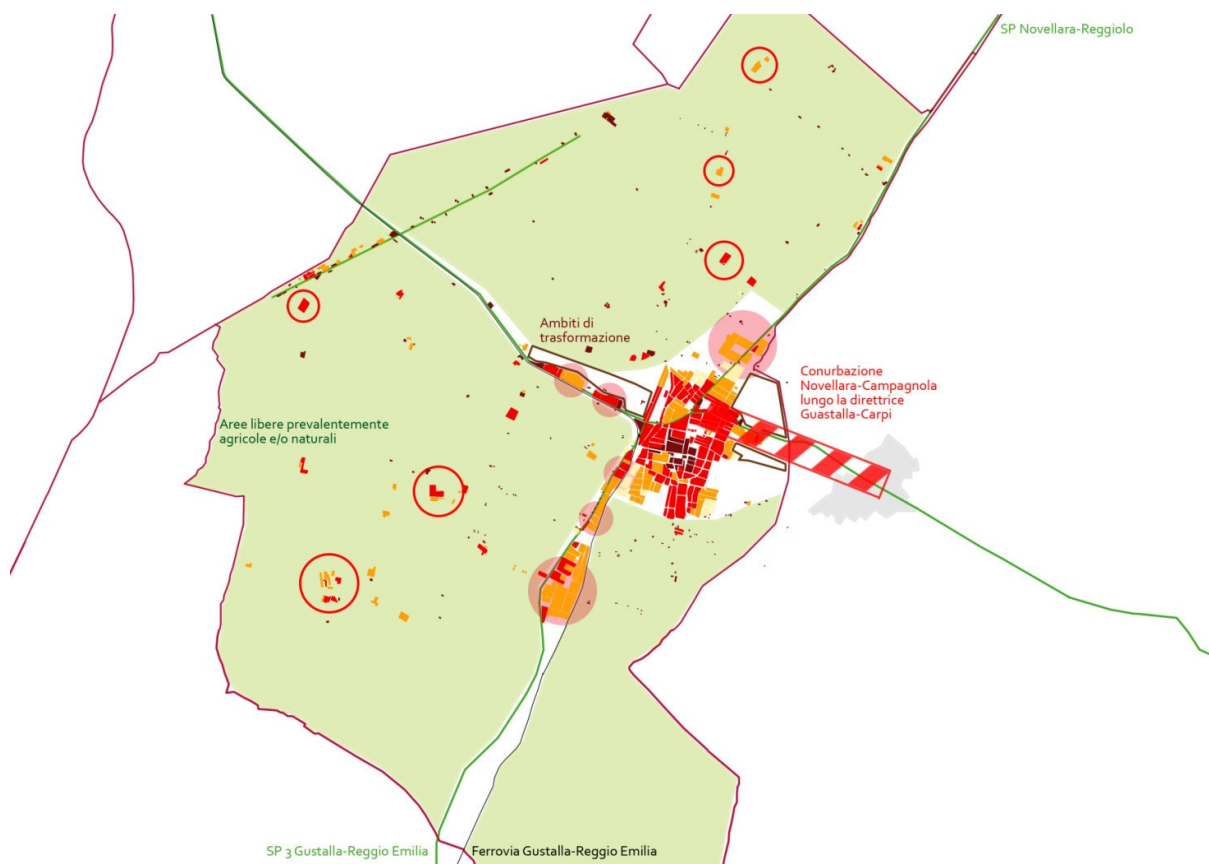 SP Novellara-Reggiolo
Ambiti di
trasformazione
Conurbazione
Novellara-Campagnola
lungo la direttrice
Guastalla-Carpi
Aree libere prevalentemente
agricole e/o naturali
SP 3 Gustalla-Reggio Emilia
Ferrovia Gustalla-Reggio Emilia